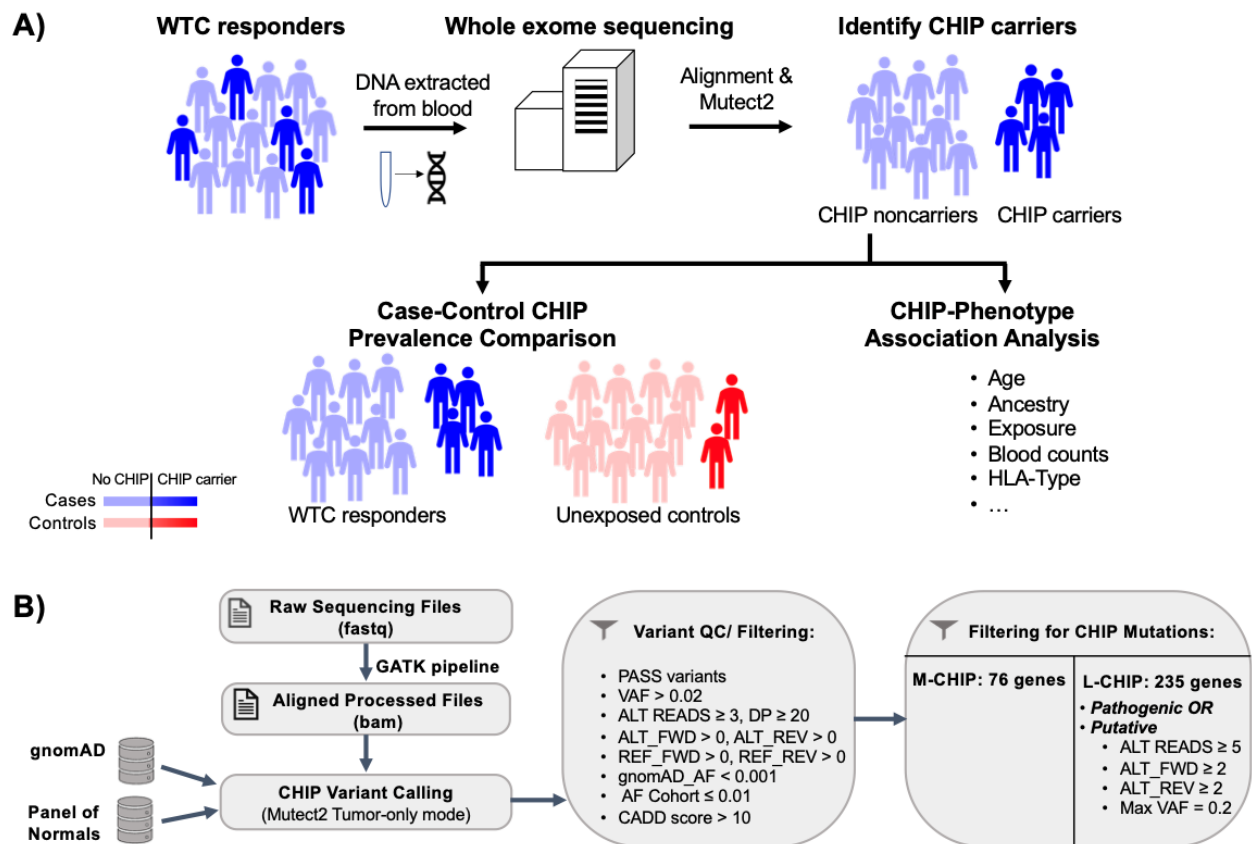 A)
WTC responders
Whole exome sequencing
Identify CHIP carriers
DNA extracted
from blood
Alignment &
Mutect2
CHIP noncarriers
CHIP carriers
Case-Control CHIP
Prevalence Comparison
CHIP-Phenotype
Association Analysis
• Age
• Ancestry
• Exposure
• Blood counts
• HLA-Type
• …
No CHIP
CHIP carrier
Cases
Controls
WTC responders
Unexposed controls
B)
Raw Sequencing Files
(fastq)
GATK pipeline
Aligned Processed Files
(bam)
gnomAD
Panel of
Normals
CHIP Variant Calling
(Mutect2 Tumor-only mode)
Variant QC/ Filtering:
• PASS variants
• VAF > 0.02
• ALT READS ≥ 3, DP ≥ 20
• ALT_FWD > 0, ALT_REV > 0
• REF_FWD > 0, REF_REV > 0
• gnomAD_AF < 0.001
• AF Cohort ≤ 0.01
• CADD score > 10
Filtering for CHIP Mutations:
M-CHIP: 76 genes
L-CHIP: 235 genes
• Pathogenic OR
• Putative
• ALT READS ≥ 5
• ALT_FWD ≥ 2
• ALT_REV ≥ 2
• Max VAF = 0.2